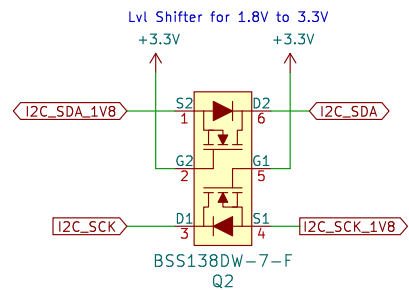 Lvl Shifter for 1.8V to 3.3V
+3.3V +3.3V
I2C_SDA_1V8 S2 D2 I2C_SDA
1 6
G2 G1
2 5
I2C_SCK D1 S1 I2C_SCK_1V8
3 4
BSS138DW-7-F
Q2